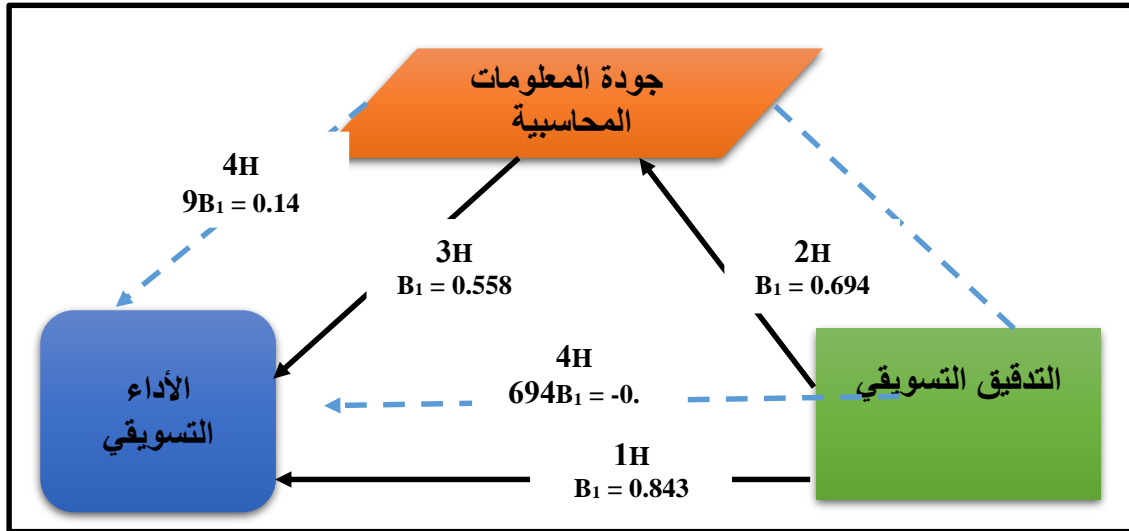 جودة المعلومات
المحاسبية
4H
9B₁ = 0.14
3H
B₁ = 0.558
2H
B₁ = 0.694
التدقيق التسويقي
الأداء
التسويقي
4H
694B₁ = -0.
1H
B₁ = 0.843